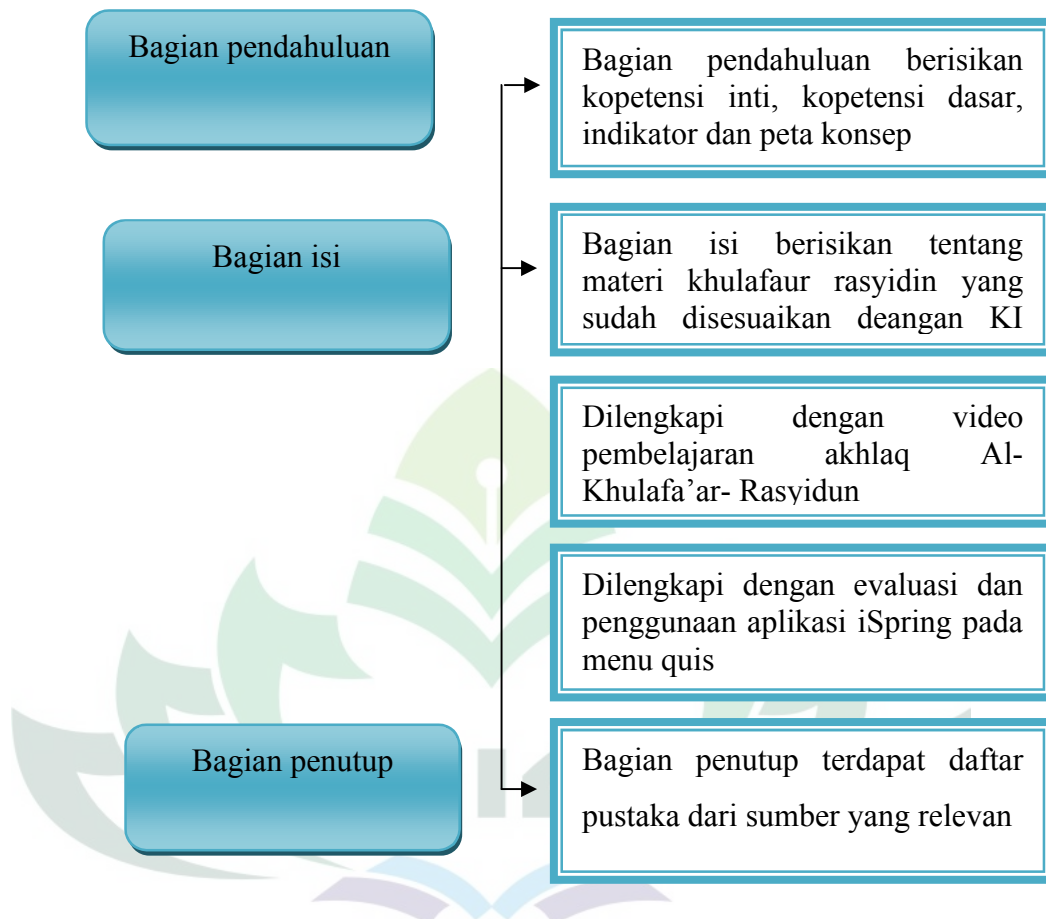 Bagian pendahuluan
Bagian pendahuluan berisikan
kopetensi inti, kopetensi dasar,
indikator dan peta konsep
Bagian isi
Bagian isi berisikan tentang
materi khulafaur rasyidin yang
sudah disesuaikan deangan KI
Dilengkapi dengan video
pembelajaran akhlaq Al-
Khulafa’ar- Rasyidun
Dilengkapi dengan evaluasi dan
penggunaan aplikasi iSpring pada
menu quis
Bagian penutup
Bagian penutup terdapat daftar
pustaka dari sumber yang relevan